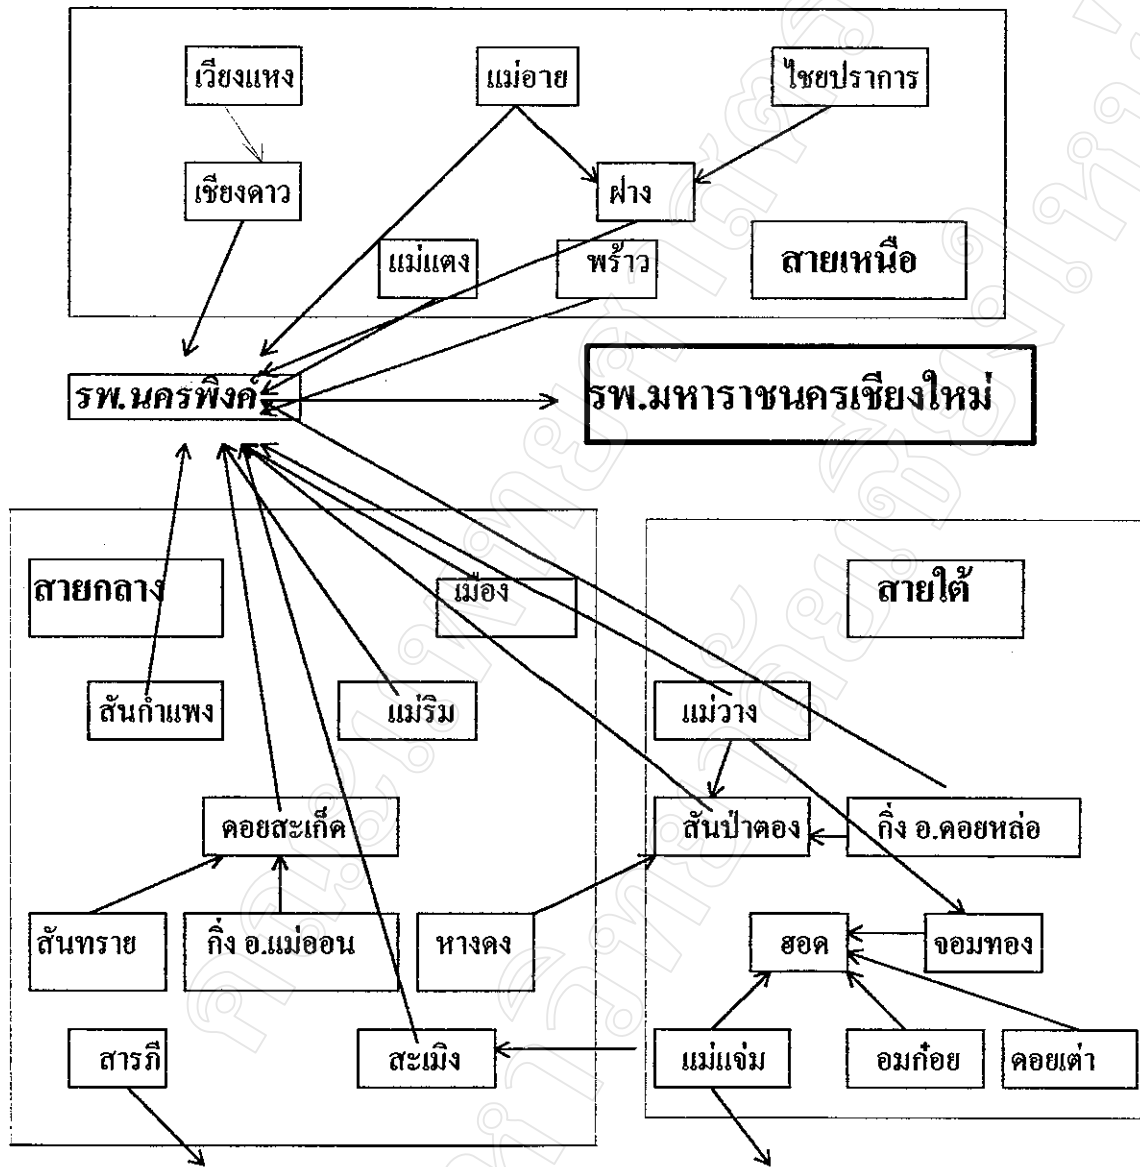 เวียงแหง
แม่อาย
ไชยปราการ
เชียงดาว
ฝาง
แม่แตง
พร้าว
สายเหนือ
รพ.นครพิงค์
รพ.มหาราชนครเชียงใหม่
สายกลาง
เมือง
สายใต้
สันกำแพง
แม่ริม
แม่วาง
ดอยสะเก็ด
สันป่าตอง
กิ่ง อ.ดอยหล่อ
สันทราย
กิ่ง อ.แม่ออน
หางดง
ฮอด
จอมทอง
สารภี
สะเมิง
แม่แจ่ม
อมก๋อย
ดอยเต่า